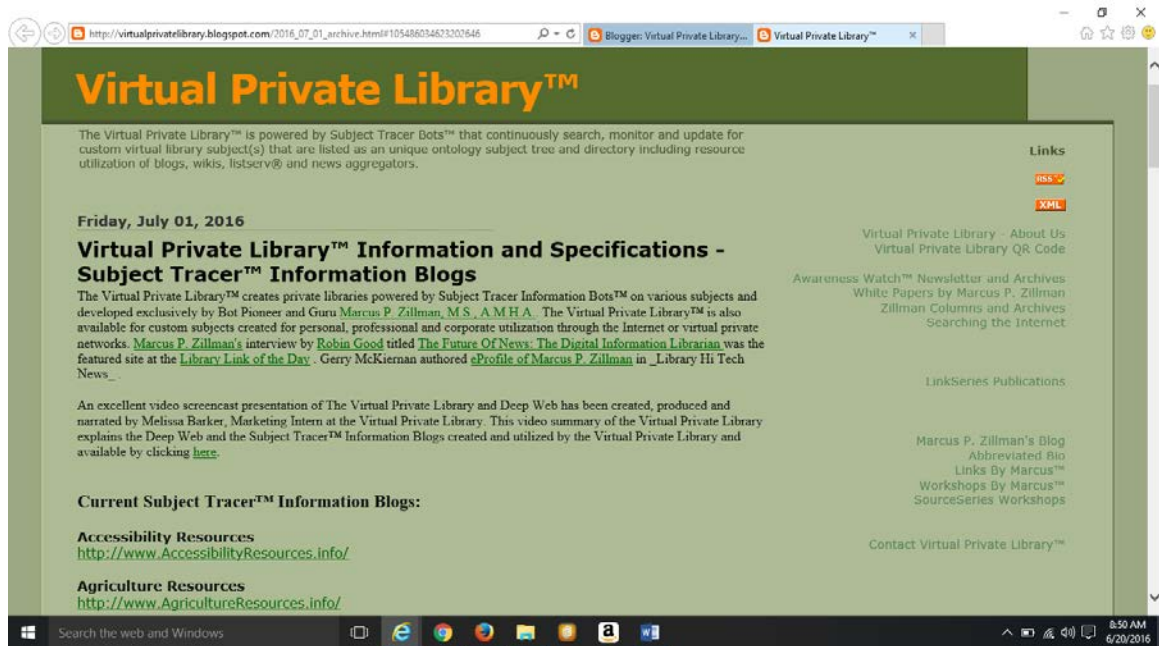 http://virtualprivatelibrary.blogspot.com/2016_07_01_archive.html#105486034623202646
Blogger: Virtual Private Library...
Virtual Private Library™
Virtual Private Library™
The Virtual Private Library™ is powered by Subject Tracer Bots™ that continuously search, monitor and update for
custom virtual library subject(s) that are listed as an unique ontology subject tree and directory including resource
utilization of blogs, wikis, listserv® and news aggregators.
Friday, July 01, 2016
Virtual Private Library™ Information and Specifications -
Subject Tracer™ Information Blogs
The Virtual Private Library™ creates private libraries powered by Subject Tracer Information Bots™ on various subjects and
developed exclusively by Bot Pioneer and Guru Marcus P. Zillman, M.S., A.M.H.A. The Virtual Private Library™ is also
available for custom subjects created for personal, professional and corporate utilization through the Internet or virtual private
networks. Marcus P. Zillman's interview by Robin Good titled The Future Of News: The Digital Information Librarian was the
featured site at the Library Link of the Day . Gerry McKiernan authored eProfile of Marcus P. Zillman in _Library Hi Tech
News_ .
An excellent video screencast presentation of The Virtual Private Library and Deep Web has been created, produced and
narrated by Melissa Barker, Marketing Intern at the Virtual Private Library. This video summary of the Virtual Private Library
explains the Deep Web and the Subject Tracer™ Information Blogs created and utilized by the Virtual Private Library and
available by clicking here.
Current Subject Tracer™ Information Blogs:
Accessibility Resources
http://www.AccessibilityResources.info/
Agriculture Resources
http://www.AgricultureResources.info/
Links
RSS
XML
Virtual Private Library - About Us
Virtual Private Library QR Code
Awareness Watch™ Newsletter and Archives
White Papers by Marcus P. Zillman
Zillman Columns and Archives
Searching the Internet
LinkSeries Publications
Marcus P. Zillman's Blog
Abbreviated Bio
Links By Marcus™
Workshops By Marcus™
SourceSeries Workshops
Contact Virtual Private Library™
Search the web and Windows
8:50 AM
6/20/2016